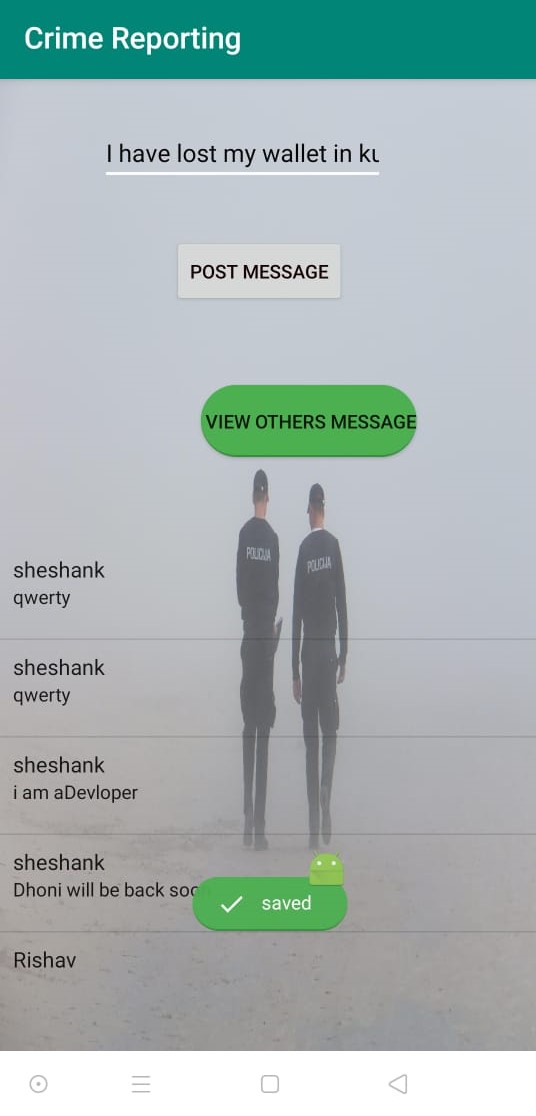 Crime Reporting
I have lost my wallet in
POST MESSAGE
VIEW OTHERS MESSAGE
POLICIJA
POLICIJA
sheshank
qwerty
sheshank
qwerty
sheshank
i am aDevloper
sheshank
Dhoni will be back soon
saved
Rishav